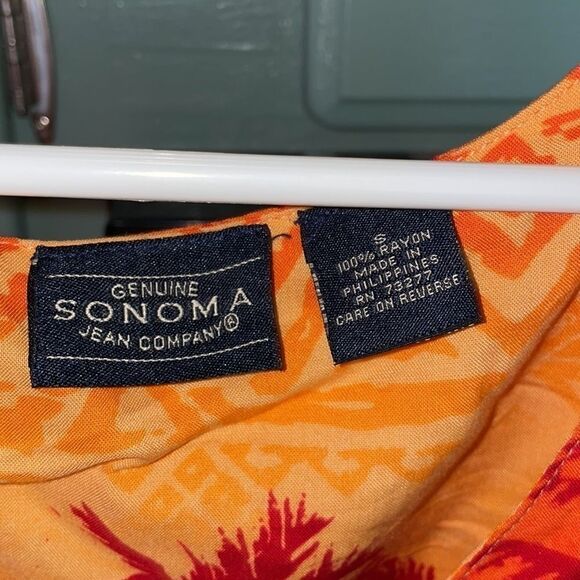 GENUINE
SONOMA
JEAN COMPANY®
S
100% RAYON
MADE IN
PHILIPPINES
RN 73277
CARE ON REVERSE